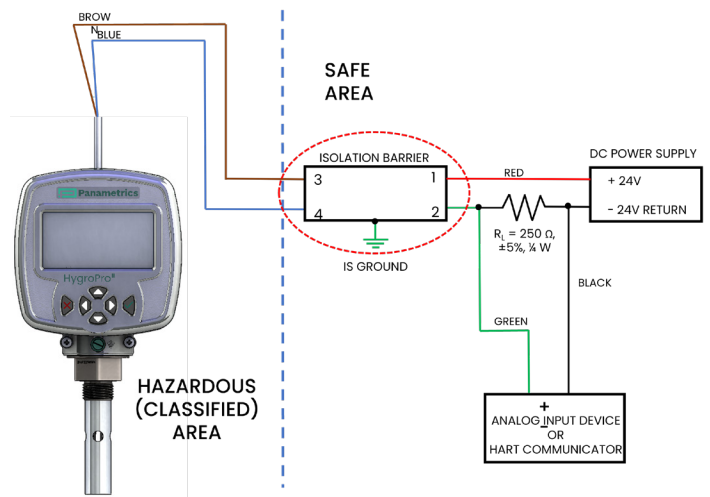 BROW
N
BLUE
SAFE
AREA
ISOLATION BARRIER
3
1
4
2
IS GROUND
RED
DC POWER SUPPLY
+ 24V
- 24V RETURN
RL = 250 Ω,
±5%, ¼ W
BLACK
GREEN
+
-
ANALOG INPUT DEVICE
OR
HART COMMUNICATOR
Panametrics
HygroPro®
HAZARDOUS
(CLASSIFIED)
AREA